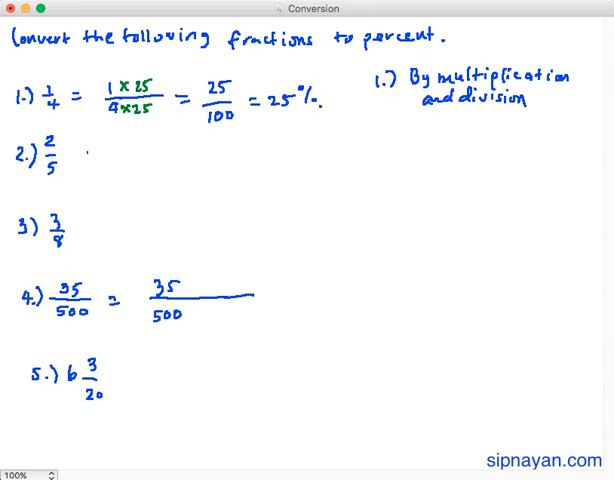 Conversion
Convert the following fractions to percent.
1.) 1/4 = 1 × 25 / 4 × 25 = 25/100 = 25 %.
1.) By multiplication
and division
2.) 2/5
3) 3/8
4.) 35/500 = 35/500
5.) 6 3/20
sipnayan.com
100%